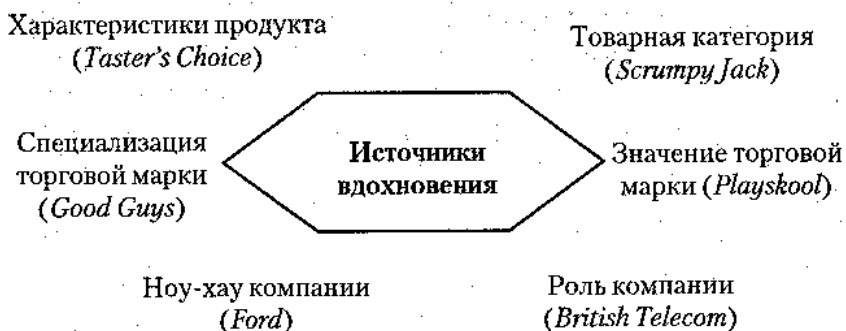 Характеристики продукта
(Taster's Choice)
Товарная категория
(Scrumpy Jack)
Специализация
торговой марки
(Good Guys)
Источники
вдохновения
Значение торговой
марки (Playskool)
Ноу-хау компании
(Ford)
Роль компании
(British Telecom)